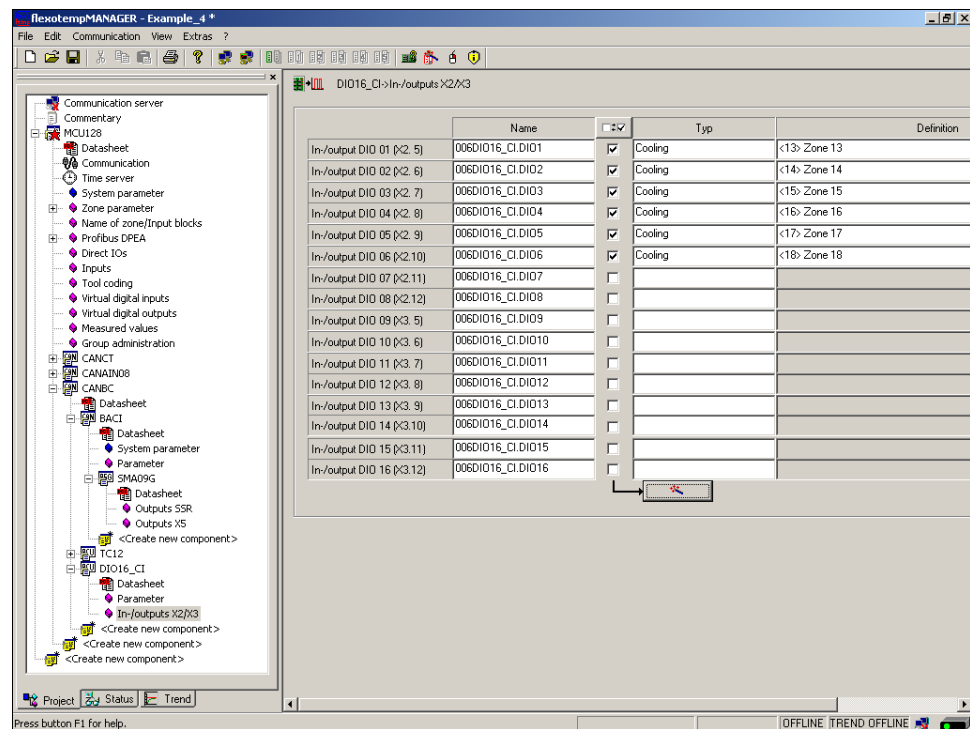 flexotempMANAGER - Example_4 *
File Edit Communication View Extras ?
DIO16_CI->In-/outputs X2/X3
Communication server
Commentary
MCU128
Datasheet
Communication
Time server
System parameter
Zone parameter
Name of zone/Input blocks
Profibus DPEA
Direct IOs
Inputs
Tool coding
Virtual digital inputs
Virtual digital outputs
Measured values
Group administration
CANCT
CANAIN08
CANBC
Datasheet
BACI
Datasheet
System parameter
Parameter
SMA09G
Datasheet
Outputs SSR
Outputs X5
<Create new component>
TC12
DIO16_CI
Datasheet
Parameter
In-/outputs X2/X3
<Create new component>
<Create new component>
<Create new component>
Project Status Trend
Name Typ Definition
In-/output DIO 01 (X2. 5) 006DIO16_CI.DIO1 Cooling <13> Zone 13
In-/output DIO 02 (X2. 6) 006DIO16_CI.DIO2 Cooling <14> Zone 14
In-/output DIO 03 (X2. 7) 006DIO16_CI.DIO3 Cooling <15> Zone 15
In-/output DIO 04 (X2. 8) 006DIO16_CI.DIO4 Cooling <16> Zone 16
In-/output DIO 05 (X2. 9) 006DIO16_CI.DIO5 Cooling <17> Zone 17
In-/output DIO 06 (X2.10) 006DIO16_CI.DIO6 Cooling <18> Zone 18
In-/output DIO 07 (X2.11) 006DIO16_CI.DIO7
In-/output DIO 08 (X2.12) 006DIO16_CI.DIO8
In-/output DIO 09 (X3. 5) 006DIO16_CI.DIO9
In-/output DIO 10 (X3. 6) 006DIO16_CI.DIO10
In-/output DIO 11 (X3. 7) 006DIO16_CI.DIO11
In-/output DIO 12 (X3. 8) 006DIO16_CI.DIO12
In-/output DIO 13 (X3. 9) 006DIO16_CI.DIO13
In-/output DIO 14 (X3.10) 006DIO16_CI.DIO14
In-/output DIO 15 (X3.11) 006DIO16_CI.DIO15
In-/output DIO 16 (X3.12) 006DIO16_CI.DIO16
Press button F1 for help. OFFLINE TREND OFFLINE